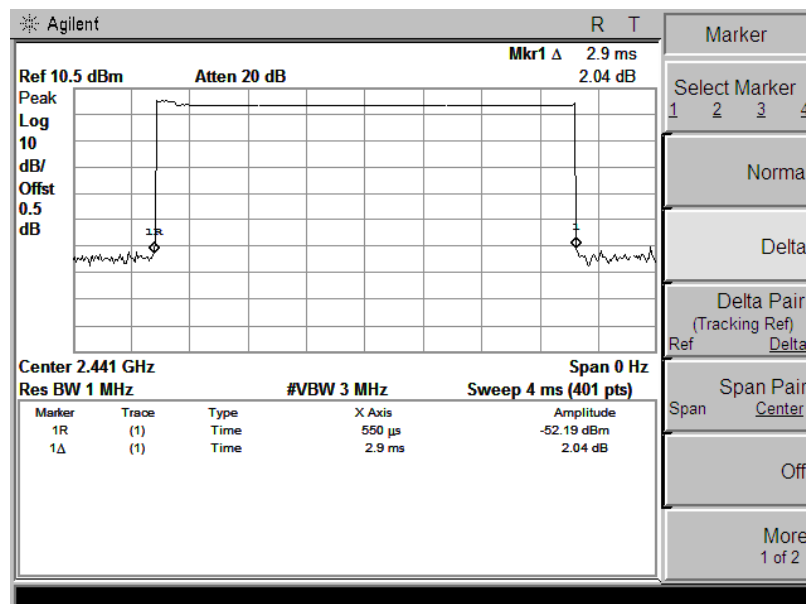 Agilent R T
Mkr1 Δ 2.9 ms
Ref 10.5 dBm Atten 20 dB 2.04 dB
Peak
Log
10
dB/
Offst
0.5
dB
1R
1
Center 2.441 GHz Span 0 Hz
Res BW 1 MHz #VBW 3 MHz Sweep 4 ms (401 pts)
Marker Trace Type X Axis Amplitude
1R (1) Time 550 µs -52.19 dBm
1Δ (1) Time 2.9 ms 2.04 dB
Marker
Select Marker
1 2 3 4
Norma
Delta
Delta Pair
(Tracking Ref)
Ref Delta
Span Pair
Span Center
Off
More
1 of 2